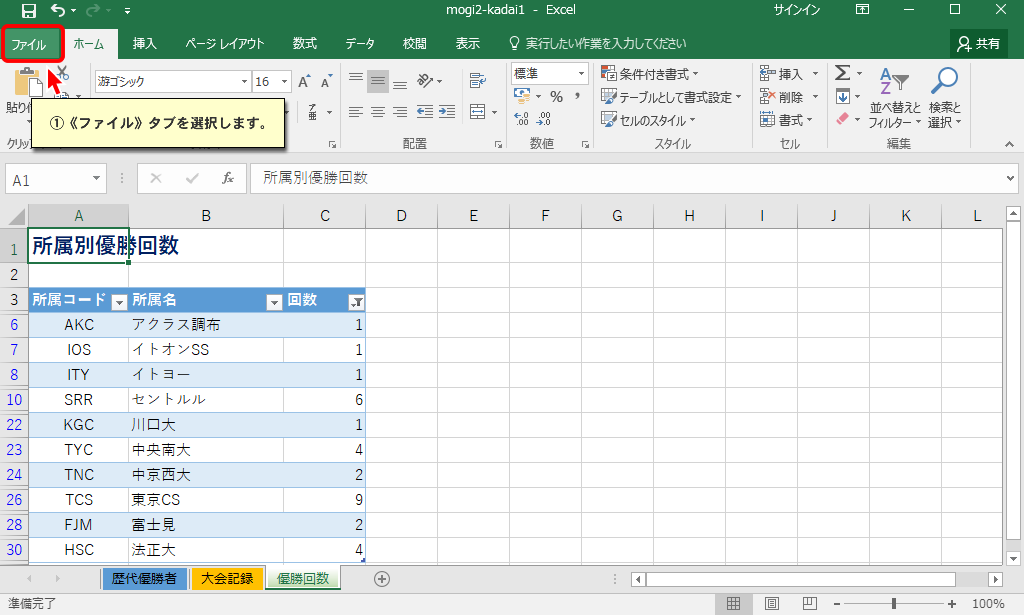 mogi2-kadai1 - Excel
サインイン
ファイル ホーム 挿入 ページ レイアウト 数式 データ 校閲 表示 実行したい作業を入力してください 共有
游ゴシック 16 A A
標準
条件付き書式
テーブルとして書式設定
セルのスタイル
挿入
削除
書式
並べ替えと
フィルター
検索と
選択
①《ファイル》タブを選択します。
配置 数値 スタイル セル 編集
A1 fx 所属別優勝回数
A B C D E F G H I J K L
1 所属別優勝回数
2
3 所属コード 所属名 回数
6 AKC アクラス調布 1
7 IOS イトオンSS 1
8 ITY イトヨー 1
10 SRR セントルル 6
22 KGC 川口大 1
23 TYC 中央南大 4
24 TNC 中京西大 2
26 TCS 東京CS 9
28 FJM 富士見 2
30 HSC 法正大 4
歴代優勝者 大会記録 優勝回数
準備完了 100%